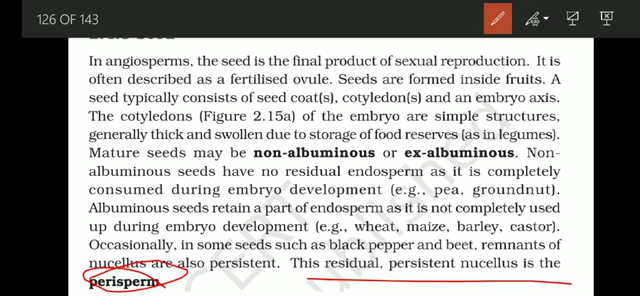 126 OF 143
In angiosperms, the seed is the final product of sexual reproduction. It is
often described as a fertilised ovule. Seeds are formed inside fruits. A
seed typically consists of seed coat(s), cotyledon(s) and an embryo axis.
The cotyledons (Figure 2.15a) of the embryo are simple structures,
generally thick and swollen due to storage of food reserves (as in legumes).
Mature seeds may be non-albuminous or ex-albuminous. Non-
albuminous seeds have no residual endosperm as it is completely
consumed during embryo development (e.g., pea, groundnut).
Albuminous seeds retain a part of endosperm as it is not completely used
up during embryo development (e.g., wheat, maize, barley, castor).
Occasionally, in some seeds such as black pepper and beet, remnants of
nucellus are also persistent. This residual, persistent nucellus is the
perisperm.